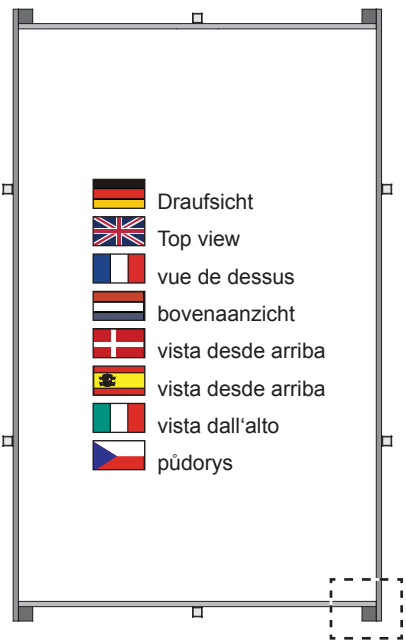 Draufsicht
Top view
vue de dessus
bovenaanzicht
vista desde arriba
vista desde arriba
vista dall‘alto
půdorys